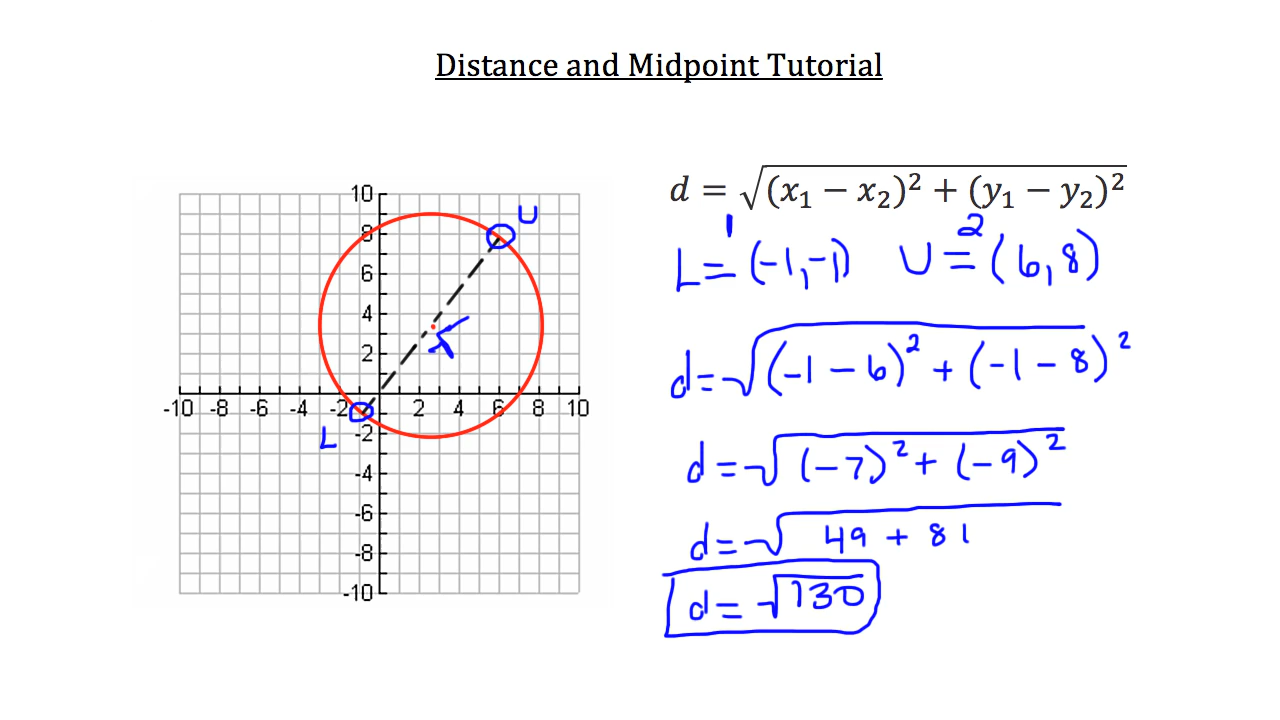 Distance and Midpoint Tutorial
d = √(x₁ − x₂)² + (y₁ − y₂)²
1 2
L = (-1,-1) U = (6,8)
d = √(-1 - 6)² + (-1 - 8)²
d = √(-7)² + (-9)²
d = √49 + 81
d = √130
10
U
8
6
4
2
-10 -8 -6 -4 -2 2 4 6 8 10
L
-2
-4
-6
-8
-10